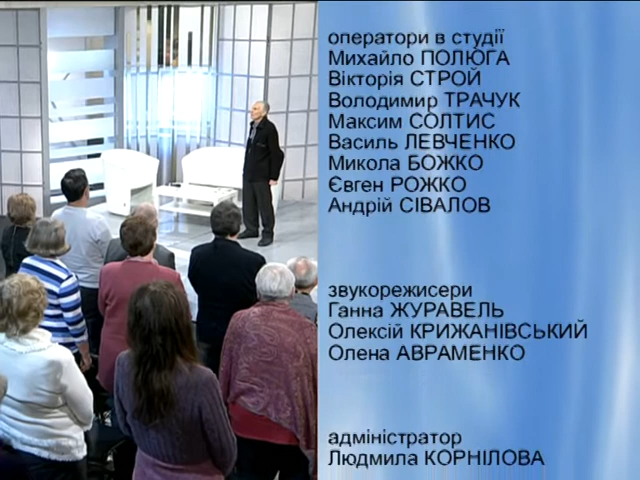 оператори в студії
Михайло ПОЛЮГА
Вікторія СТРОЙ
Володимир ТРАЧУК
Максим СОЛТИС
Василь ЛЕВЧЕНКО
Микола БОЖКО
Євген РОЖКО
Андрій СІВАЛОВ
звукорежисери
Ганна ЖУРАВЕЛЬ
Олексій КРИЖАНІВСЬКИЙ
Олена АВРАМЕНКО
адміністратор
Людмила КОРНІЛОВА